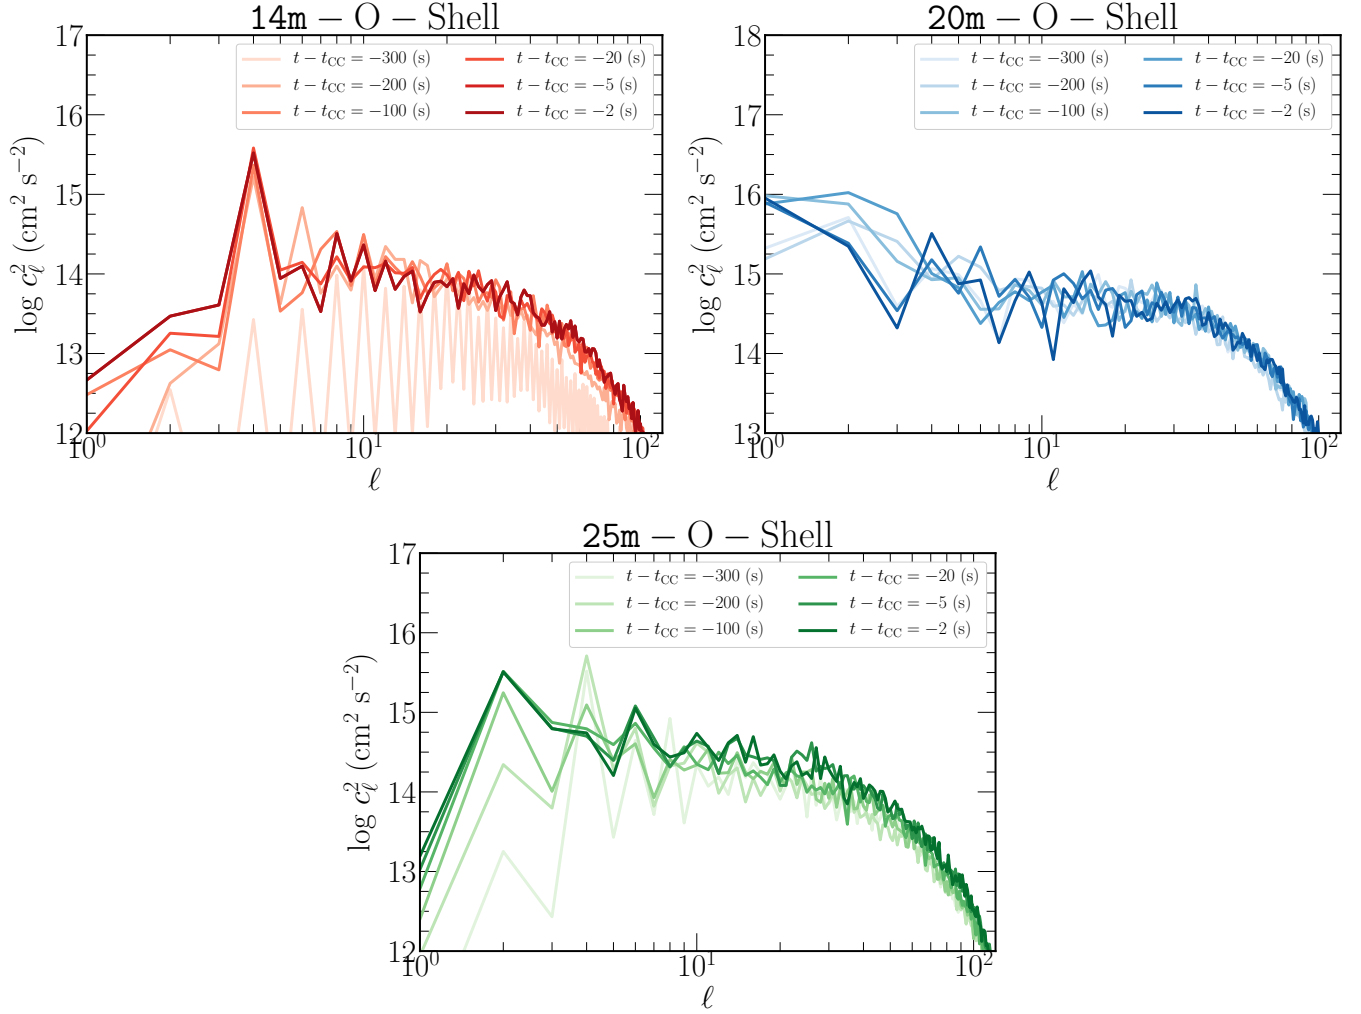 14m – O – Shell
17
16
15
14
13
12
log c_ℓ^2 (cm^2 s^−2)
t − t_CC = −300 (s)
t − t_CC = −200 (s)
t − t_CC = −100 (s)
t − t_CC = −20 (s)
t − t_CC = −5 (s)
t − t_CC = −2 (s)
10^0
10^1
10^2
ℓ
20m – O – Shell
18
17
16
15
14
13
log c_ℓ^2 (cm^2 s^−2)
t − t_CC = −300 (s)
t − t_CC = −200 (s)
t − t_CC = −100 (s)
t − t_CC = −20 (s)
t − t_CC = −5 (s)
t − t_CC = −2 (s)
10^0
10^1
10^2
ℓ
25m – O – Shell
17
16
15
14
13
12
log c_ℓ^2 (cm^2 s^−2)
t − t_CC = −300 (s)
t − t_CC = −200 (s)
t − t_CC = −100 (s)
t − t_CC = −20 (s)
t − t_CC = −5 (s)
t − t_CC = −2 (s)
10^0
10^1
10^2
ℓ